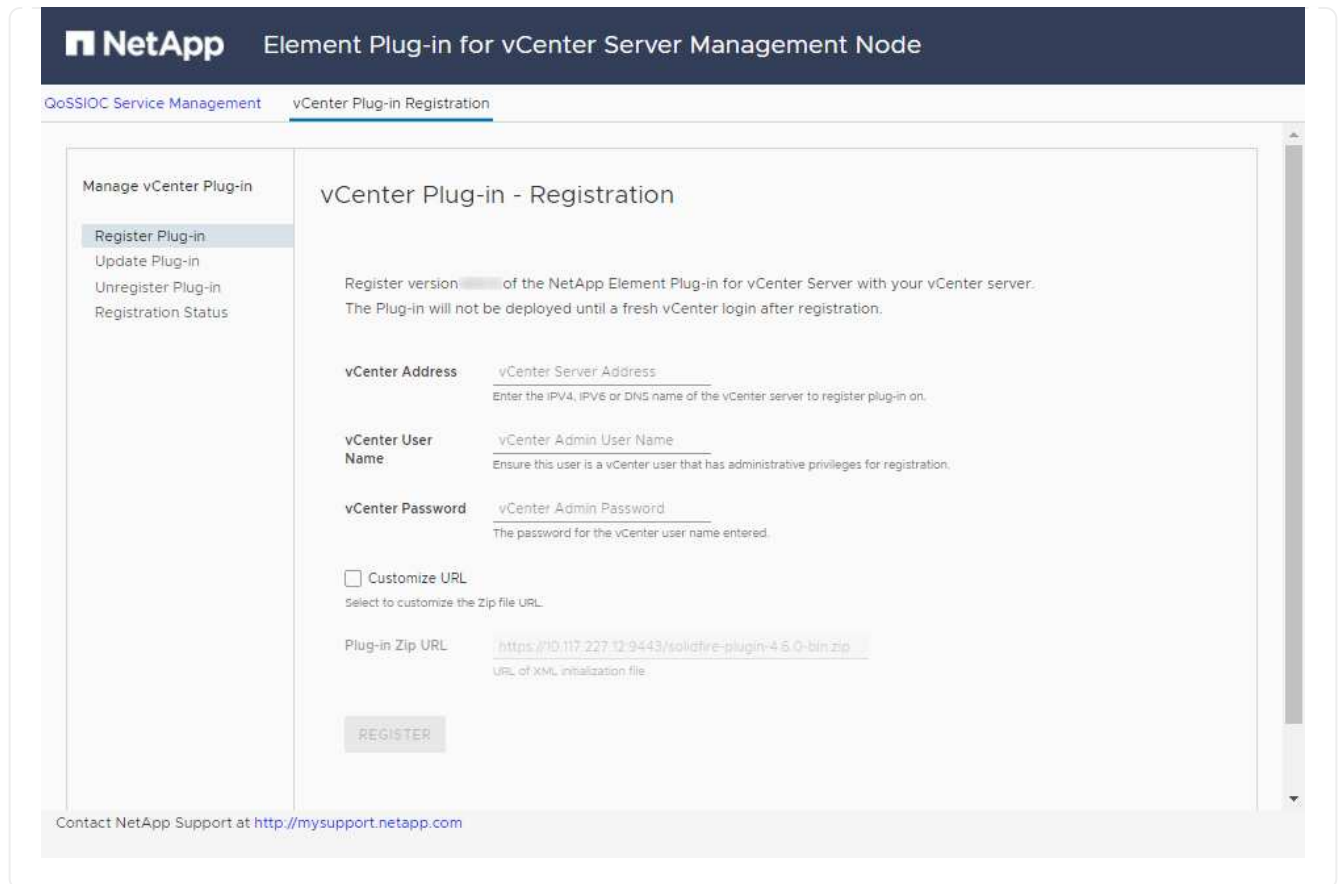 NetApp Element Plug-in for vCenter Server Management Node
QoSSIOC Service Management vCenter Plug-in Registration
Manage vCenter Plug-in
Register Plug-in
Update Plug-in
Unregister Plug-in
Registration Status
vCenter Plug-in - Registration
Register version of the NetApp Element Plug-in for vCenter Server with your vCenter server.
The Plug-in will not be deployed until a fresh vCenter login after registration.
vCenter Address vCenter Server Address
Enter the IPV4, IPV6 or DNS name of the vCenter server to register plug-in on.
vCenter User
Name
vCenter Admin User Name
Ensure this user is a vCenter user that has administrative privileges for registration.
vCenter Password vCenter Admin Password
The password for the vCenter user name entered.
Customize URL
Select to customize the Zip file URL.
Plug-in Zip URL https://10.117.227.12:9443/solidfire-plugin-4.6.0-bin.zip
URL of XML initialization file
REGISTER
Contact NetApp Support at http://mysupport.netapp.com